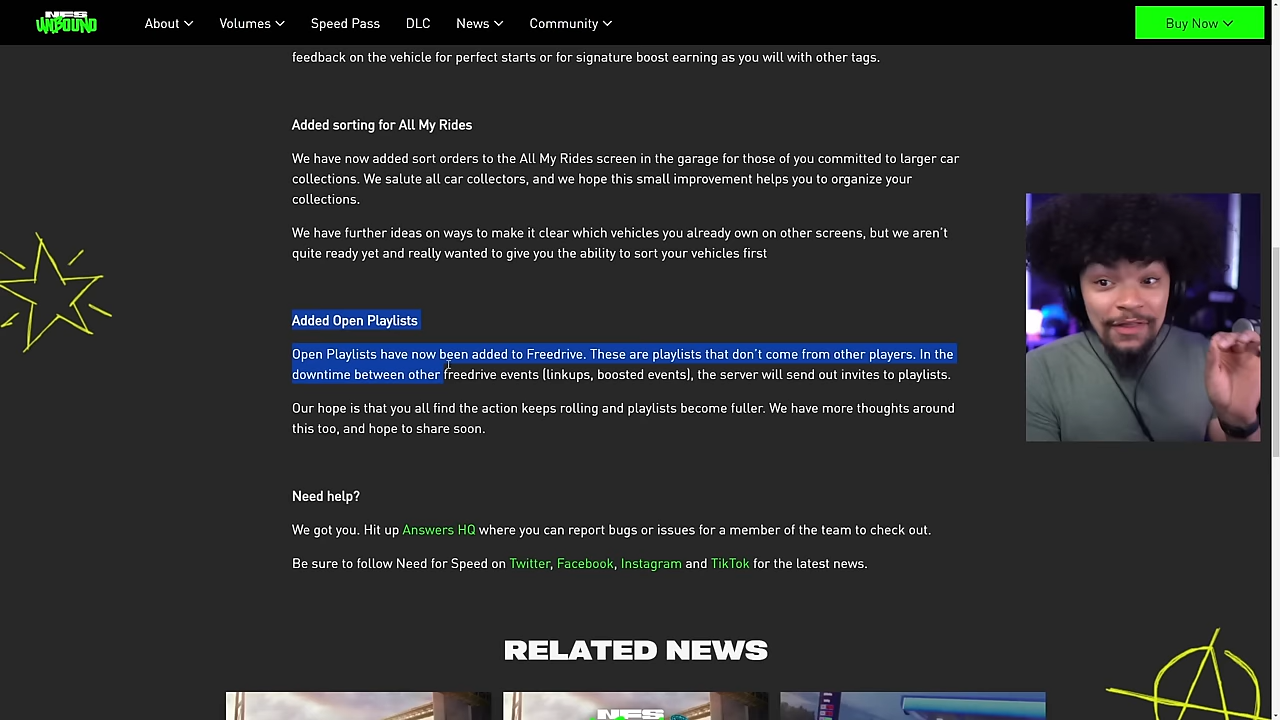 NFS
UNBOUND
About
Volumes
Speed Pass
DLC
News
Community
Buy Now
feedback on the vehicle for perfect starts or for signature boost earning as you will with other tags.
Added sorting for All My Rides
We have now added sort orders to the All My Rides screen in the garage for those of you committed to larger car
collections. We salute all car collectors, and we hope this small improvement helps you to organize your
collections.
We have further ideas on ways to make it clear which vehicles you already own on other screens, but we aren't
quite ready yet and really wanted to give you the ability to sort your vehicles first
Added Open Playlists
Open Playlists have now been added to Freedrive. These are playlists that don't come from other players. In the
downtime between other freedrive events (linkups, boosted events), the server will send out invites to playlists.
Our hope is that you all find the action keeps rolling and playlists become fuller. We have more thoughts around
this too, and hope to share soon.
Need help?
We got you. Hit up Answers HQ where you can report bugs or issues for a member of the team to check out.
Be sure to follow Need for Speed on Twitter, Facebook, Instagram and TikTok for the latest news.
RELATED NEWS
NFS